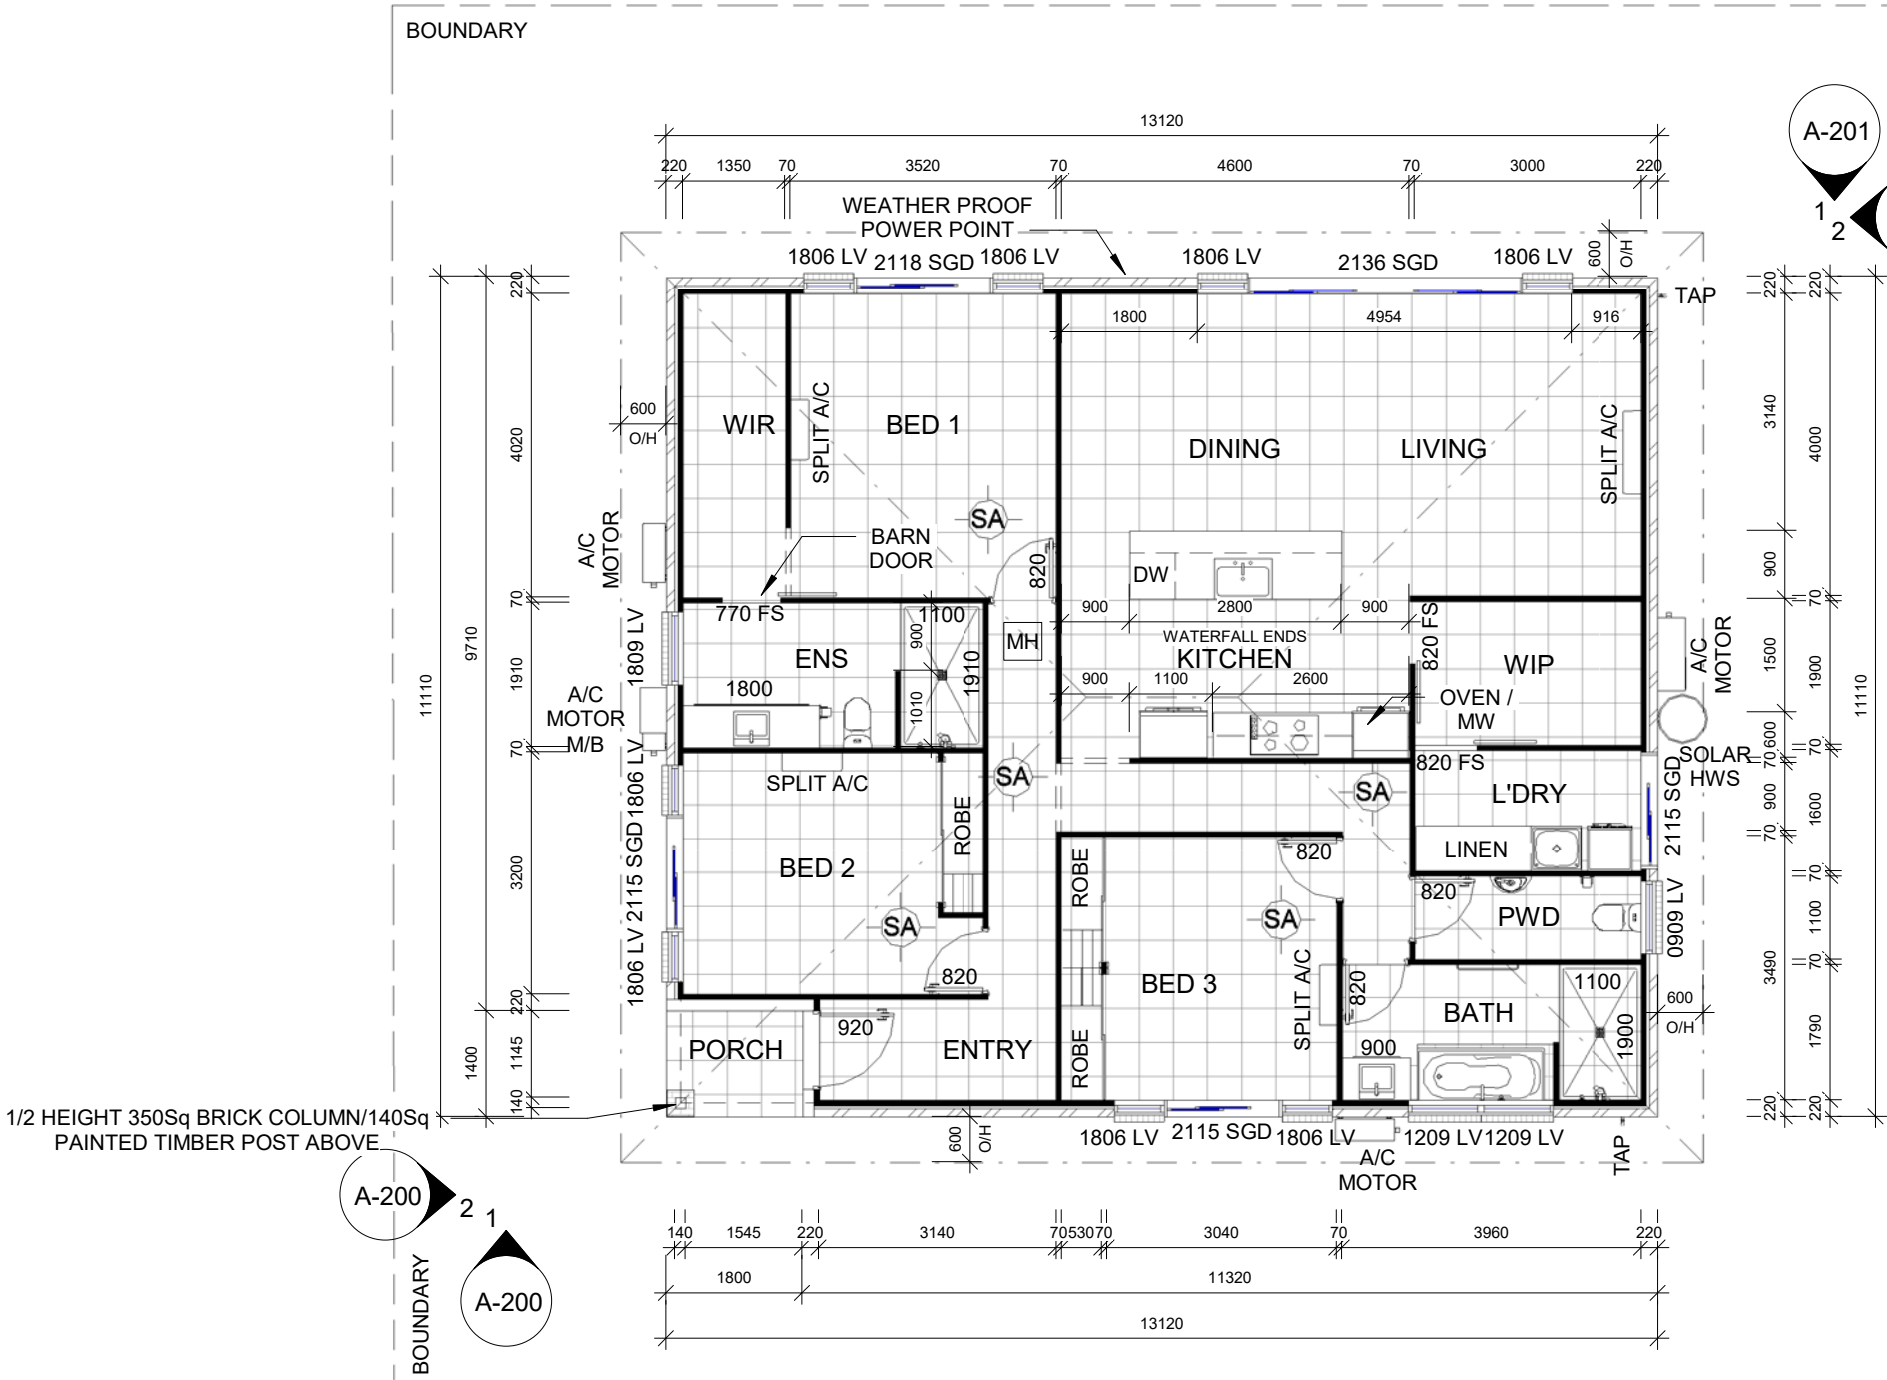 BOUNDARY
A-201
1
2
13120
220 1350 70 3520 70 4600 70 3000 220
WEATHER PROOF
POWER POINT
1806 LV 2118 SGD 1806 LV 1806 LV 2136 SGD 1806 LV
600
O/H
TAP
1800 4954 916
220
4020
70
1910
70
3200
220
1145
140
9710
1400
11110
600
O/H
WIR
SPLIT A/C
BED 1
DINING
LIVING
SPLIT A/C
SA
BARN
DOOR
820
A/C
MOTOR
DW
770 FS
1100
900
1910
1010
MH
900 2800 900
WATERFALL ENDS
KITCHEN
820 FS
WIP
900 1100 2600
OVEN /
MW
ENS
1800
1809 LV
A/C
MOTOR
M/B
A/C
MOTOR
SOLAR
HWS
SPLIT A/C
SA
SA
820 FS
L'DRY
2115 SGD
LINEN
1806 LV
2115 SGD
1806 LV
ROBE
BED 2
SA
820
ROBE
820
SA
820
PWD
0909 LV
BED 3
SPLIT A/C
820
1100
BATH
1900
900
600
O/H
PORCH
920
ENTRY
ROBE
1/2 HEIGHT 350Sq BRICK COLUMN/140Sq
PAINTED TIMBER POST ABOVE
600
O/H
1806 LV 2115 SGD 1806 LV 1209 LV 1209 LV
A/C
MOTOR
TAP
220
3140
900
70
1500
600
70
900
70
3490
220
220
4000
70
1900
70
1600
70
1100
70
1790
220
11110
A-200
2
1
A-200
BOUNDARY
140 1545 220 3140 70 530 70 3040 70 3960 220
1800 11320
13120